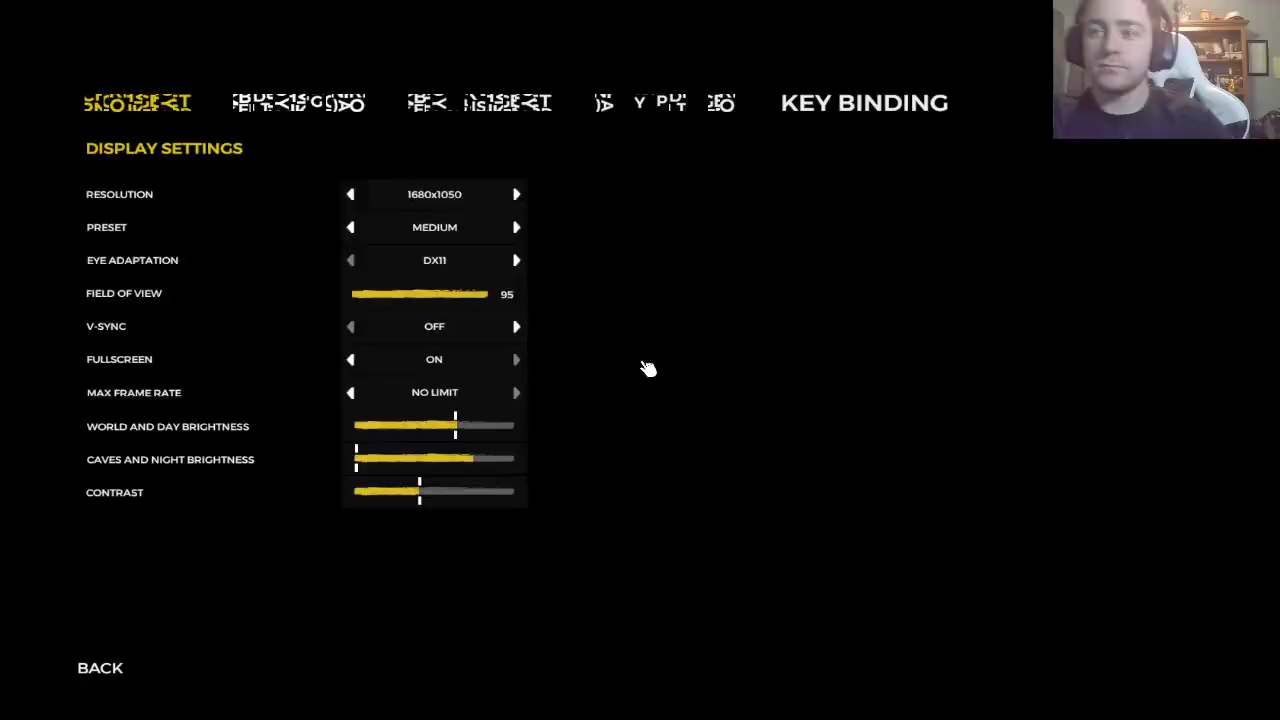 KEY BINDING
DISPLAY SETTINGS
RESOLUTION 1680x1050
PRESET MEDIUM
EYE ADAPTATION DX11
FIELD OF VIEW 95
V-SYNC OFF
FULLSCREEN ON
MAX FRAME RATE NO LIMIT
WORLD AND DAY BRIGHTNESS
CAVES AND NIGHT BRIGHTNESS
CONTRAST
BACK